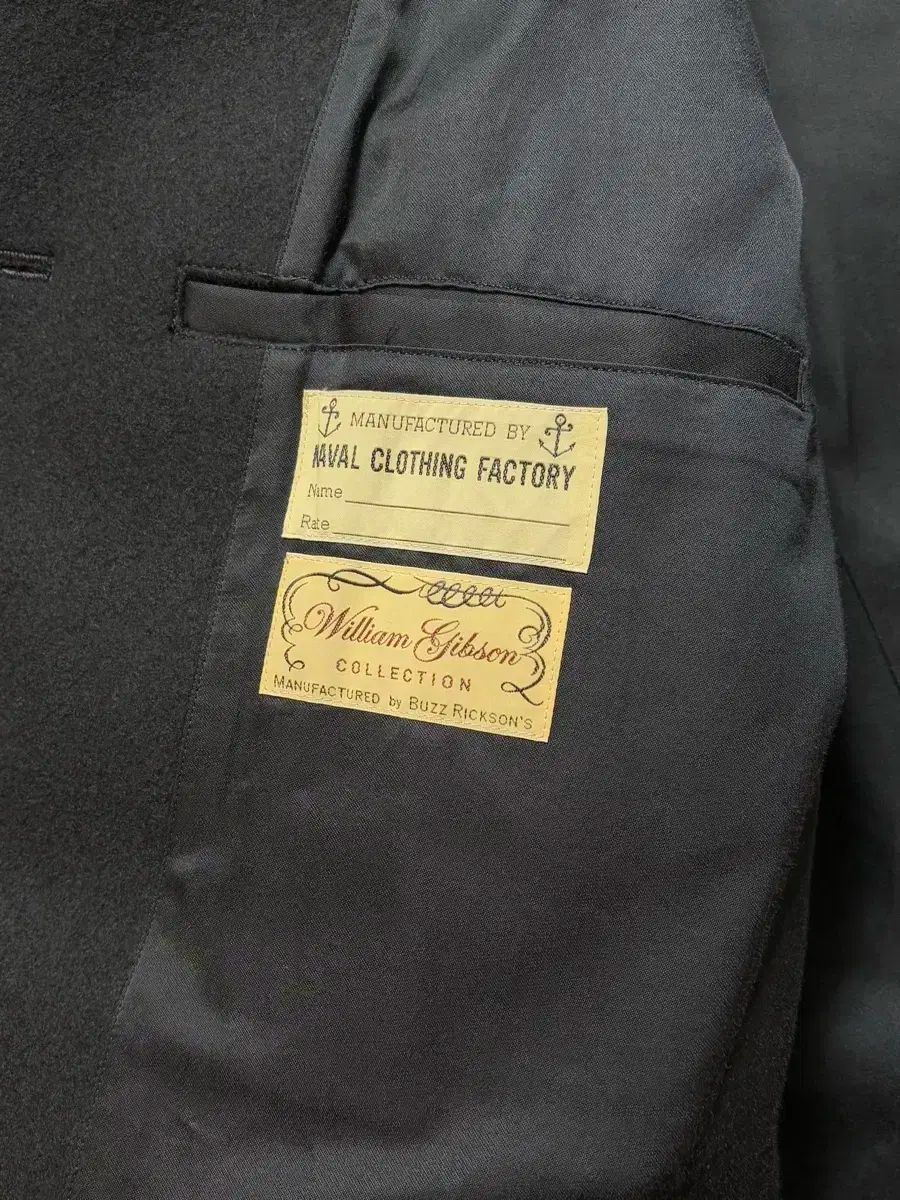 MANUFACTURED BY
NAVAL CLOTHING FACTORY
Name
Rate
William Gibson
COLLECTION
MANUFACTURED by BUZZ RICKSON'S